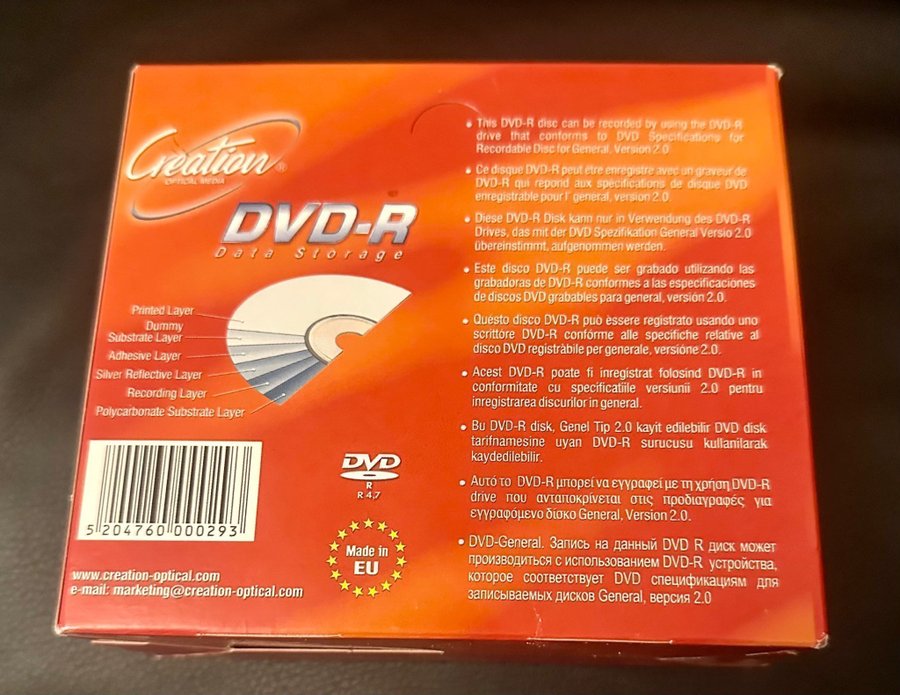 Creation®
OPTICAL MEDIA
DVD-R
Data Storage
Printed Layer
Dummy
Substrate Layer
Adhesive Layer
Silver Reflective Layer
Recording Layer
Polycarbonate Substrate Layer
5 204760 000293
DVD
R
R 4.7
Made in
EU
www.creation-optical.com
e-mail: marketing@creation-optical.com
• This DVD-R disc can be recorded by using the DVD-R
drive that conforms to DVD Specifications for
Recordable Disc for General, Version 2.0
• Ce disque DVD-R peut étre enregistre avec un graveur de
DVD-R qui repond aux specifications de disque DVD
enregistrable pour l' general, version 2.0.
• Diese DVD-R Disk kann nur in Verwendung des DVD-R
Drives, das mit der DVD Spezifikation General Versio 2.0
übereinstimmt, aufgenommen werden.
• Este disco DVD-R puede ser grabado utilizando las
grabadoras de DVD-R conformes a las especificaciones
de discos DVD grabables para general, versión 2.0.
• Questo disco DVD-R può èssere registrato usando uno
scrittore DVD-R confórme alle specifiche relative al
disco DVD registràbile per generale, versióne 2.0.
• Acest DVD-R poate fi inregistrat folosind DVD-R in
conformitate cu specificatiile versiunii 2.0 pentru
inregistrarea discurilor in general.
• Bu DVD-R disk, Genel Tip 2.0 kayit edilebilir DVD disk
tarifnamesine uyan DVD-R surucusu kullanilarak
kaydedilebilir.
• Αυτό το DVD-R μπορεί να εγγραφεί με τη χρήση DVD-R
drive που ανταποκρίνεται στις προδιαγραφές για
εγγραφόμενο δίσκο General, Version 2.0.
• DVD-General. Запись на данный DVD R диск может
производиться с использованием DVD-R устройства,
которое соответствует DVD спецификациям для
записываемых дисков General, версия 2.0